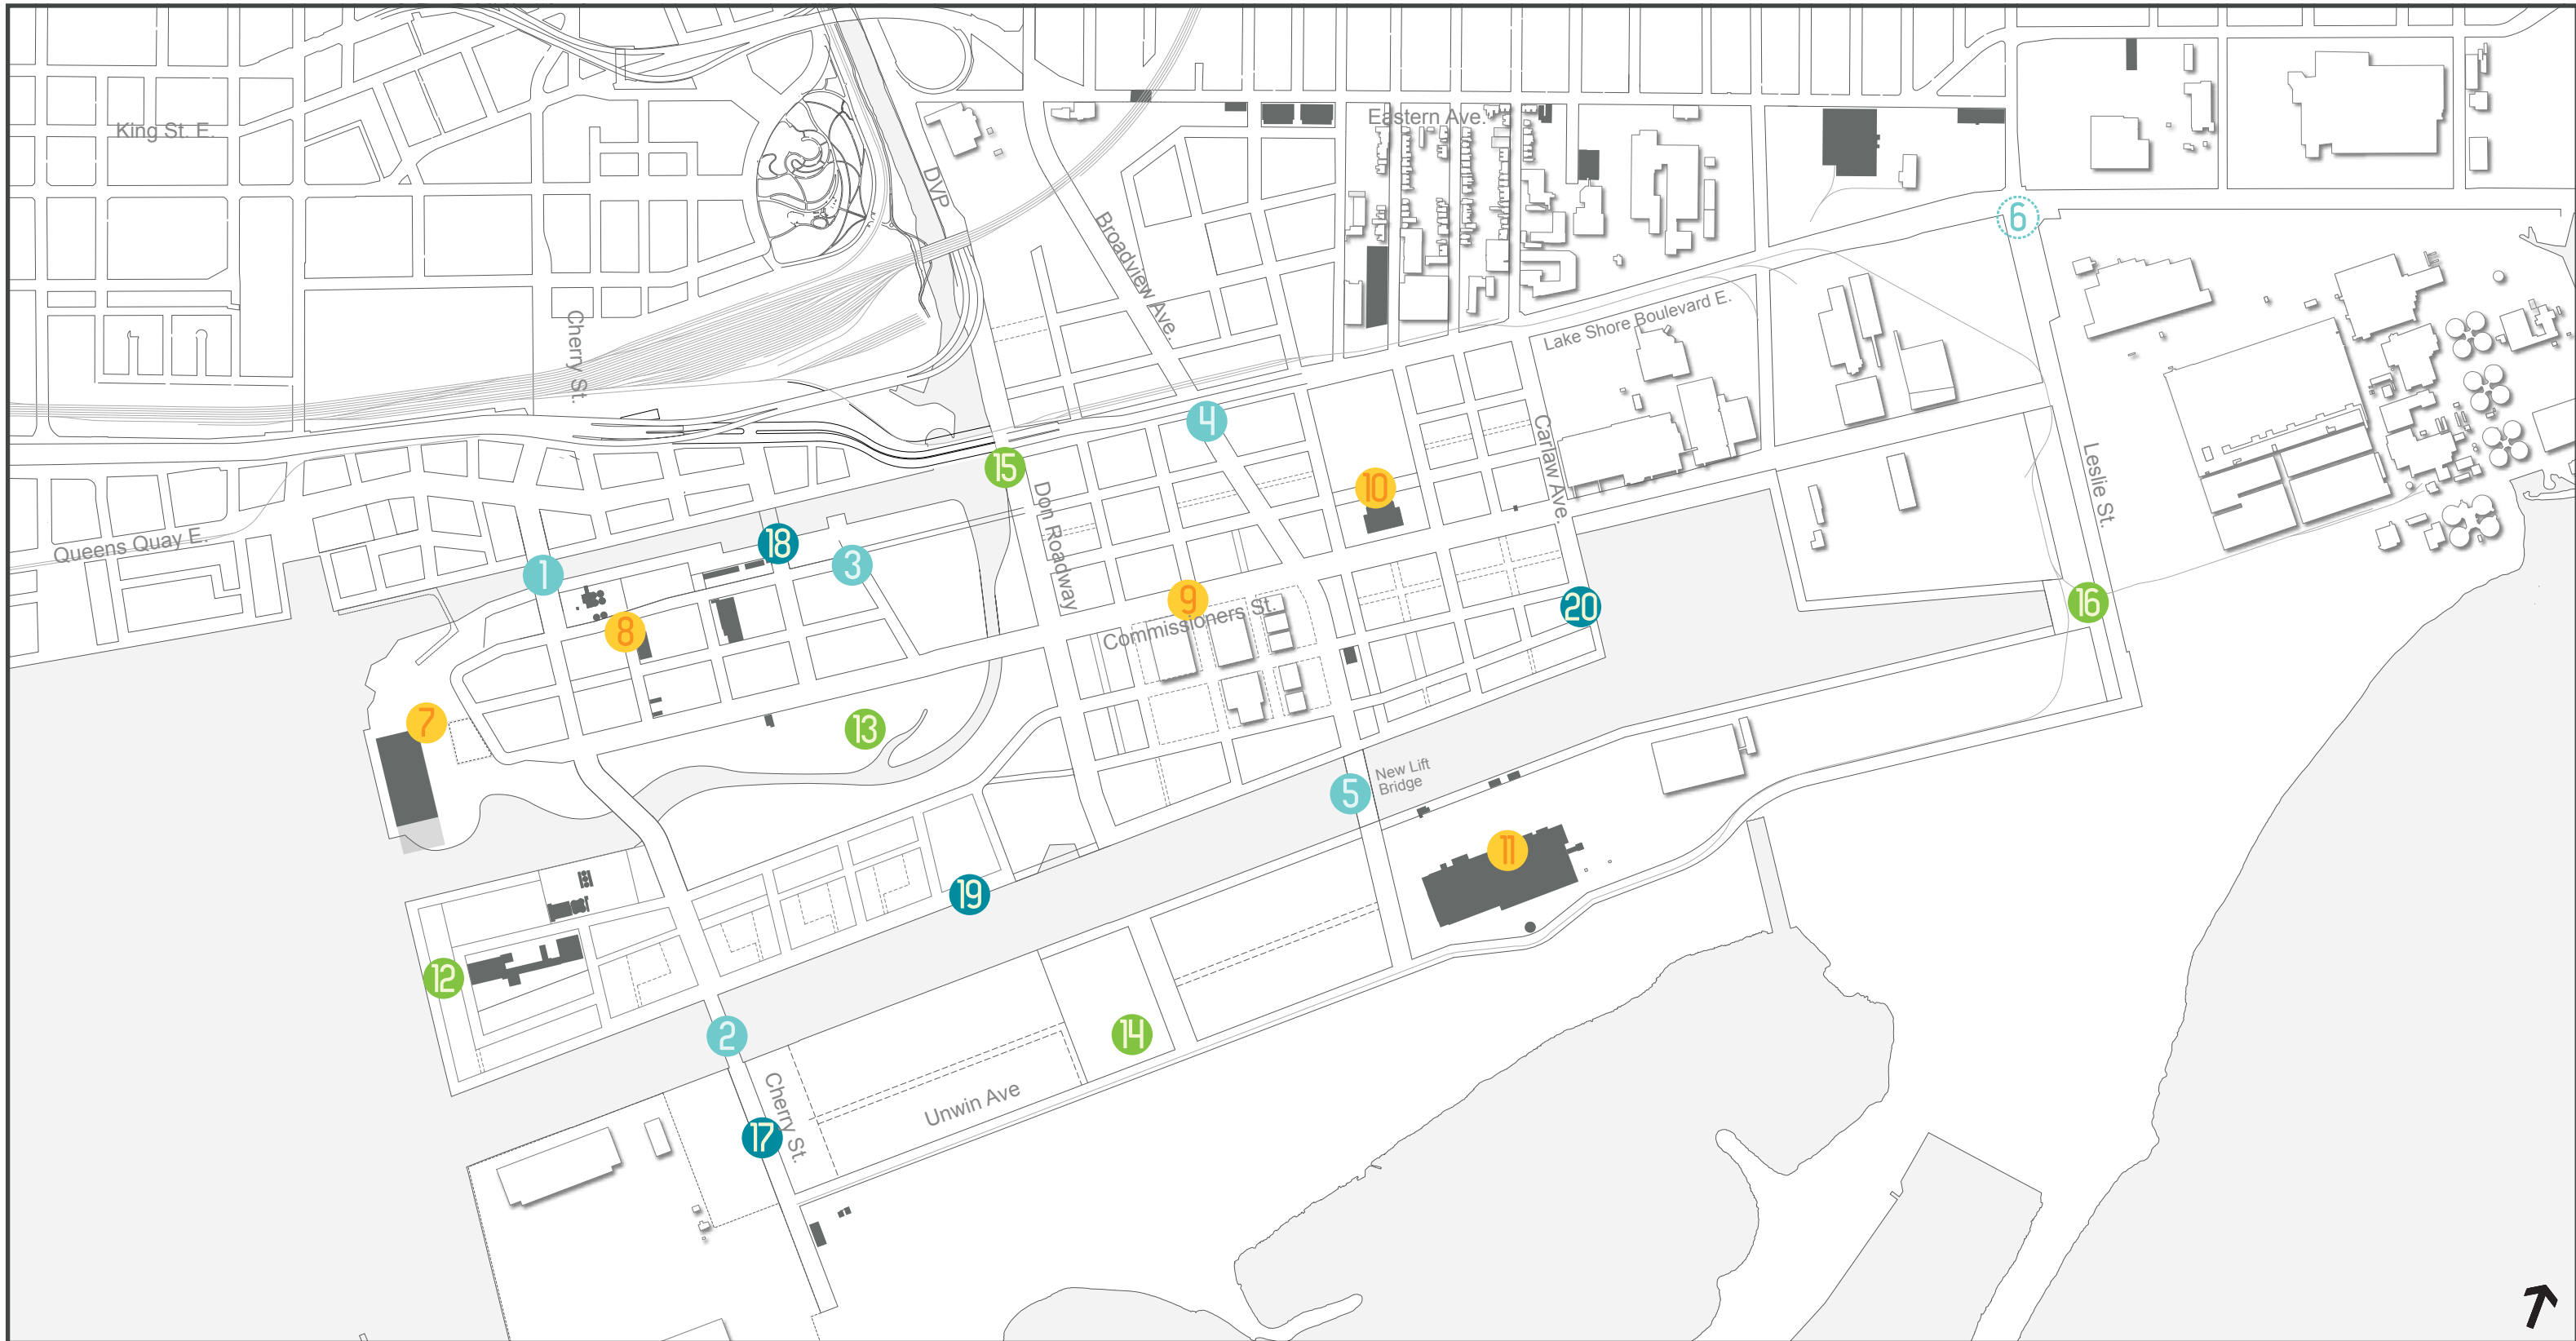 King St. E.
Eastern Ave.
DVP
Broadview Ave.
6
Cherry St.
Lake Shore Boulevard E.
4
15
10
Carlaw Ave.
Leslie St.
Queens Quay E.
Don Roadway
18
3
1
9
20
16
8
Commissioners St.
7
13
5
New Lift
Bridge
11
19
12
2
14
Cherry St.
Unwin Ave
17